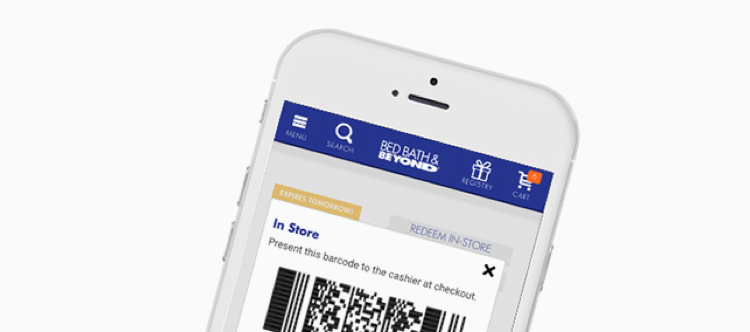 MENU
SEARCH
BED BATH &
BEYOND
REGISTRY
6
CART
EXPIRES TOMORROW!
REDEEM IN-STORE
In Store
Present this barcode to the cashier at checkout.